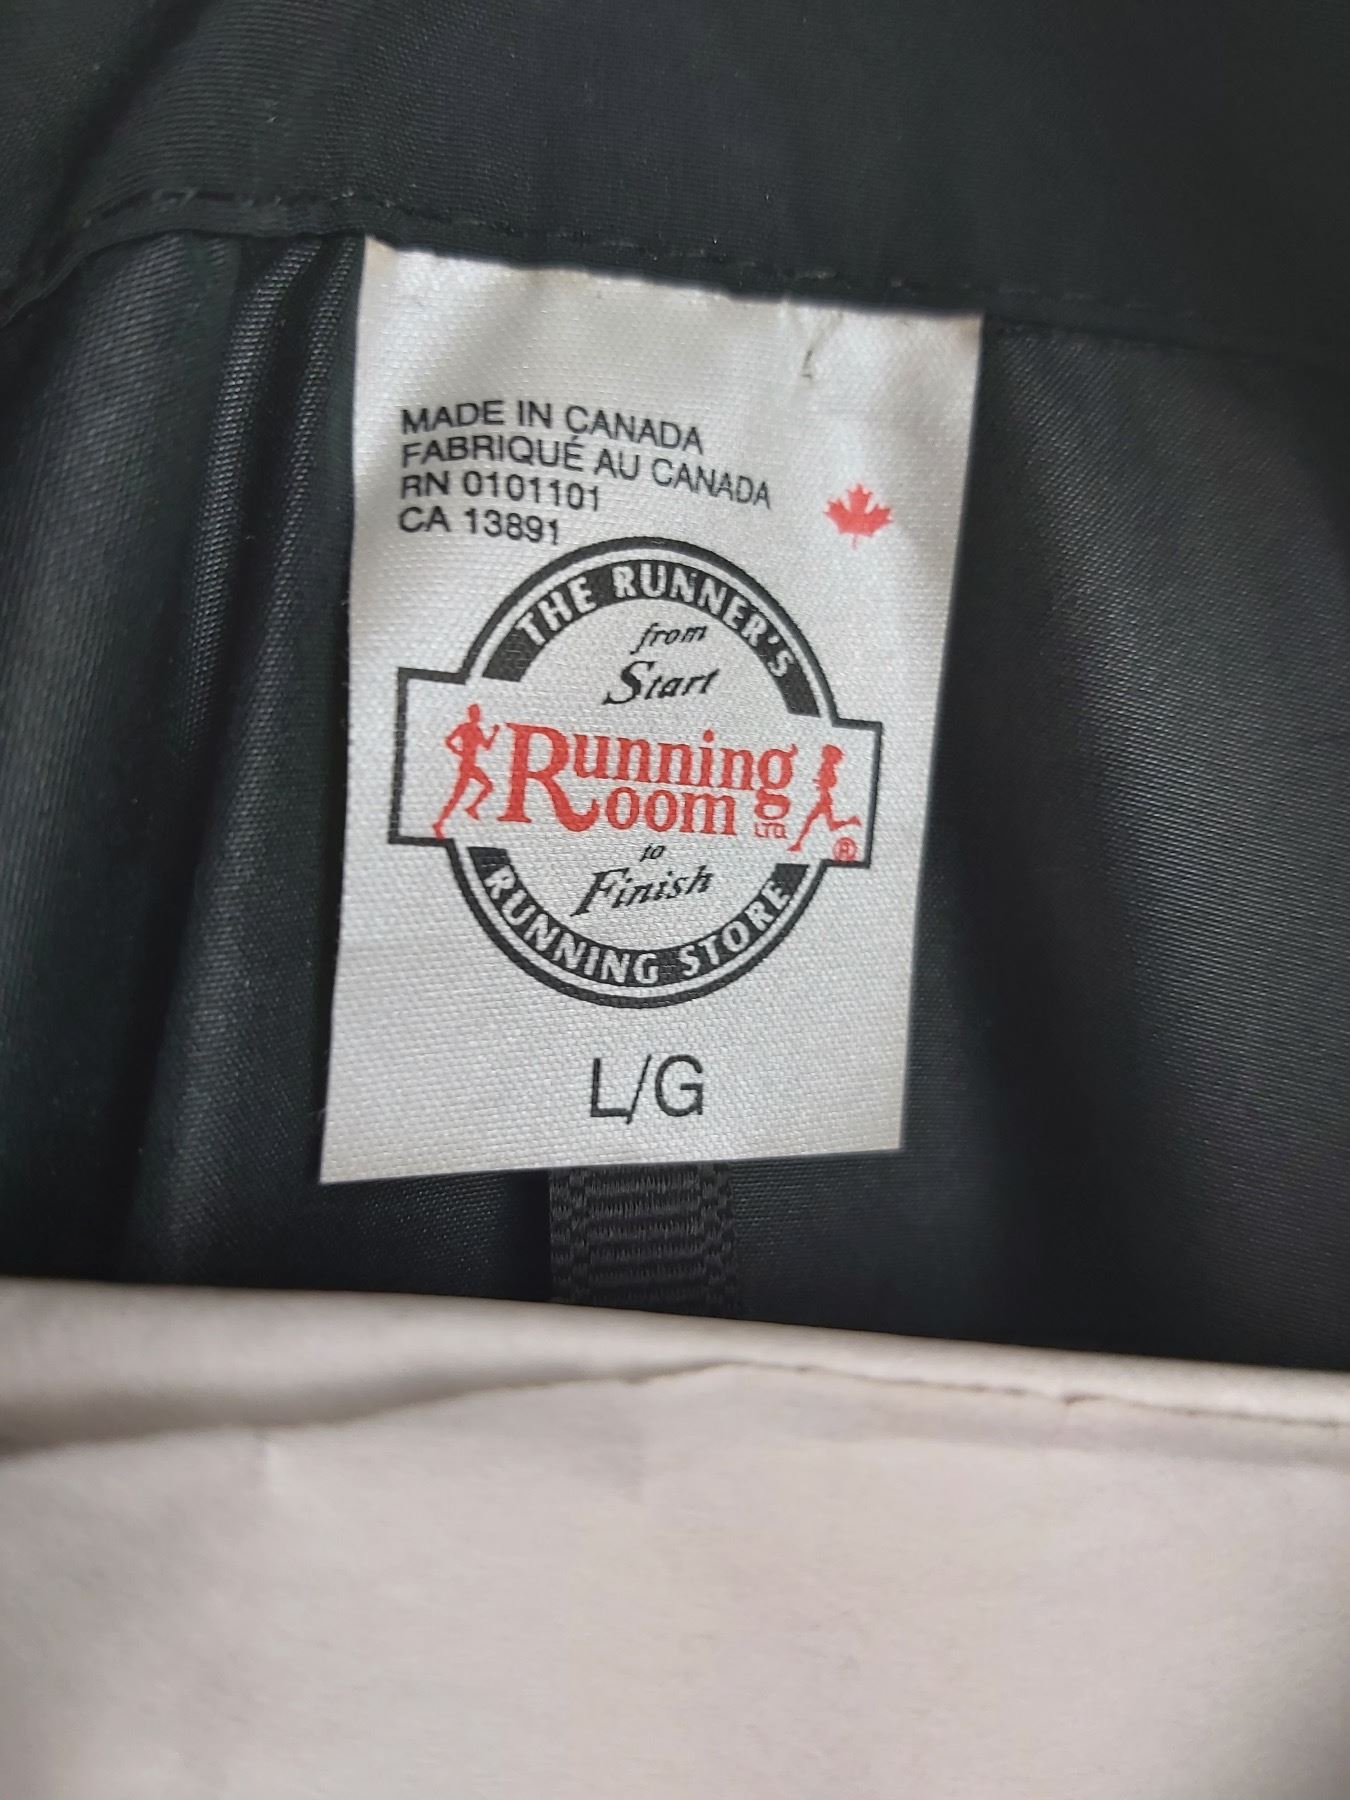 MADE IN CANADA
FABRIQUÉ AU CANADA
RN 0101101
CA 13891
THE RUNNER'S
from
Start
Running
Room LTD. ®
to
Finish
RUNNING STORE
L/G